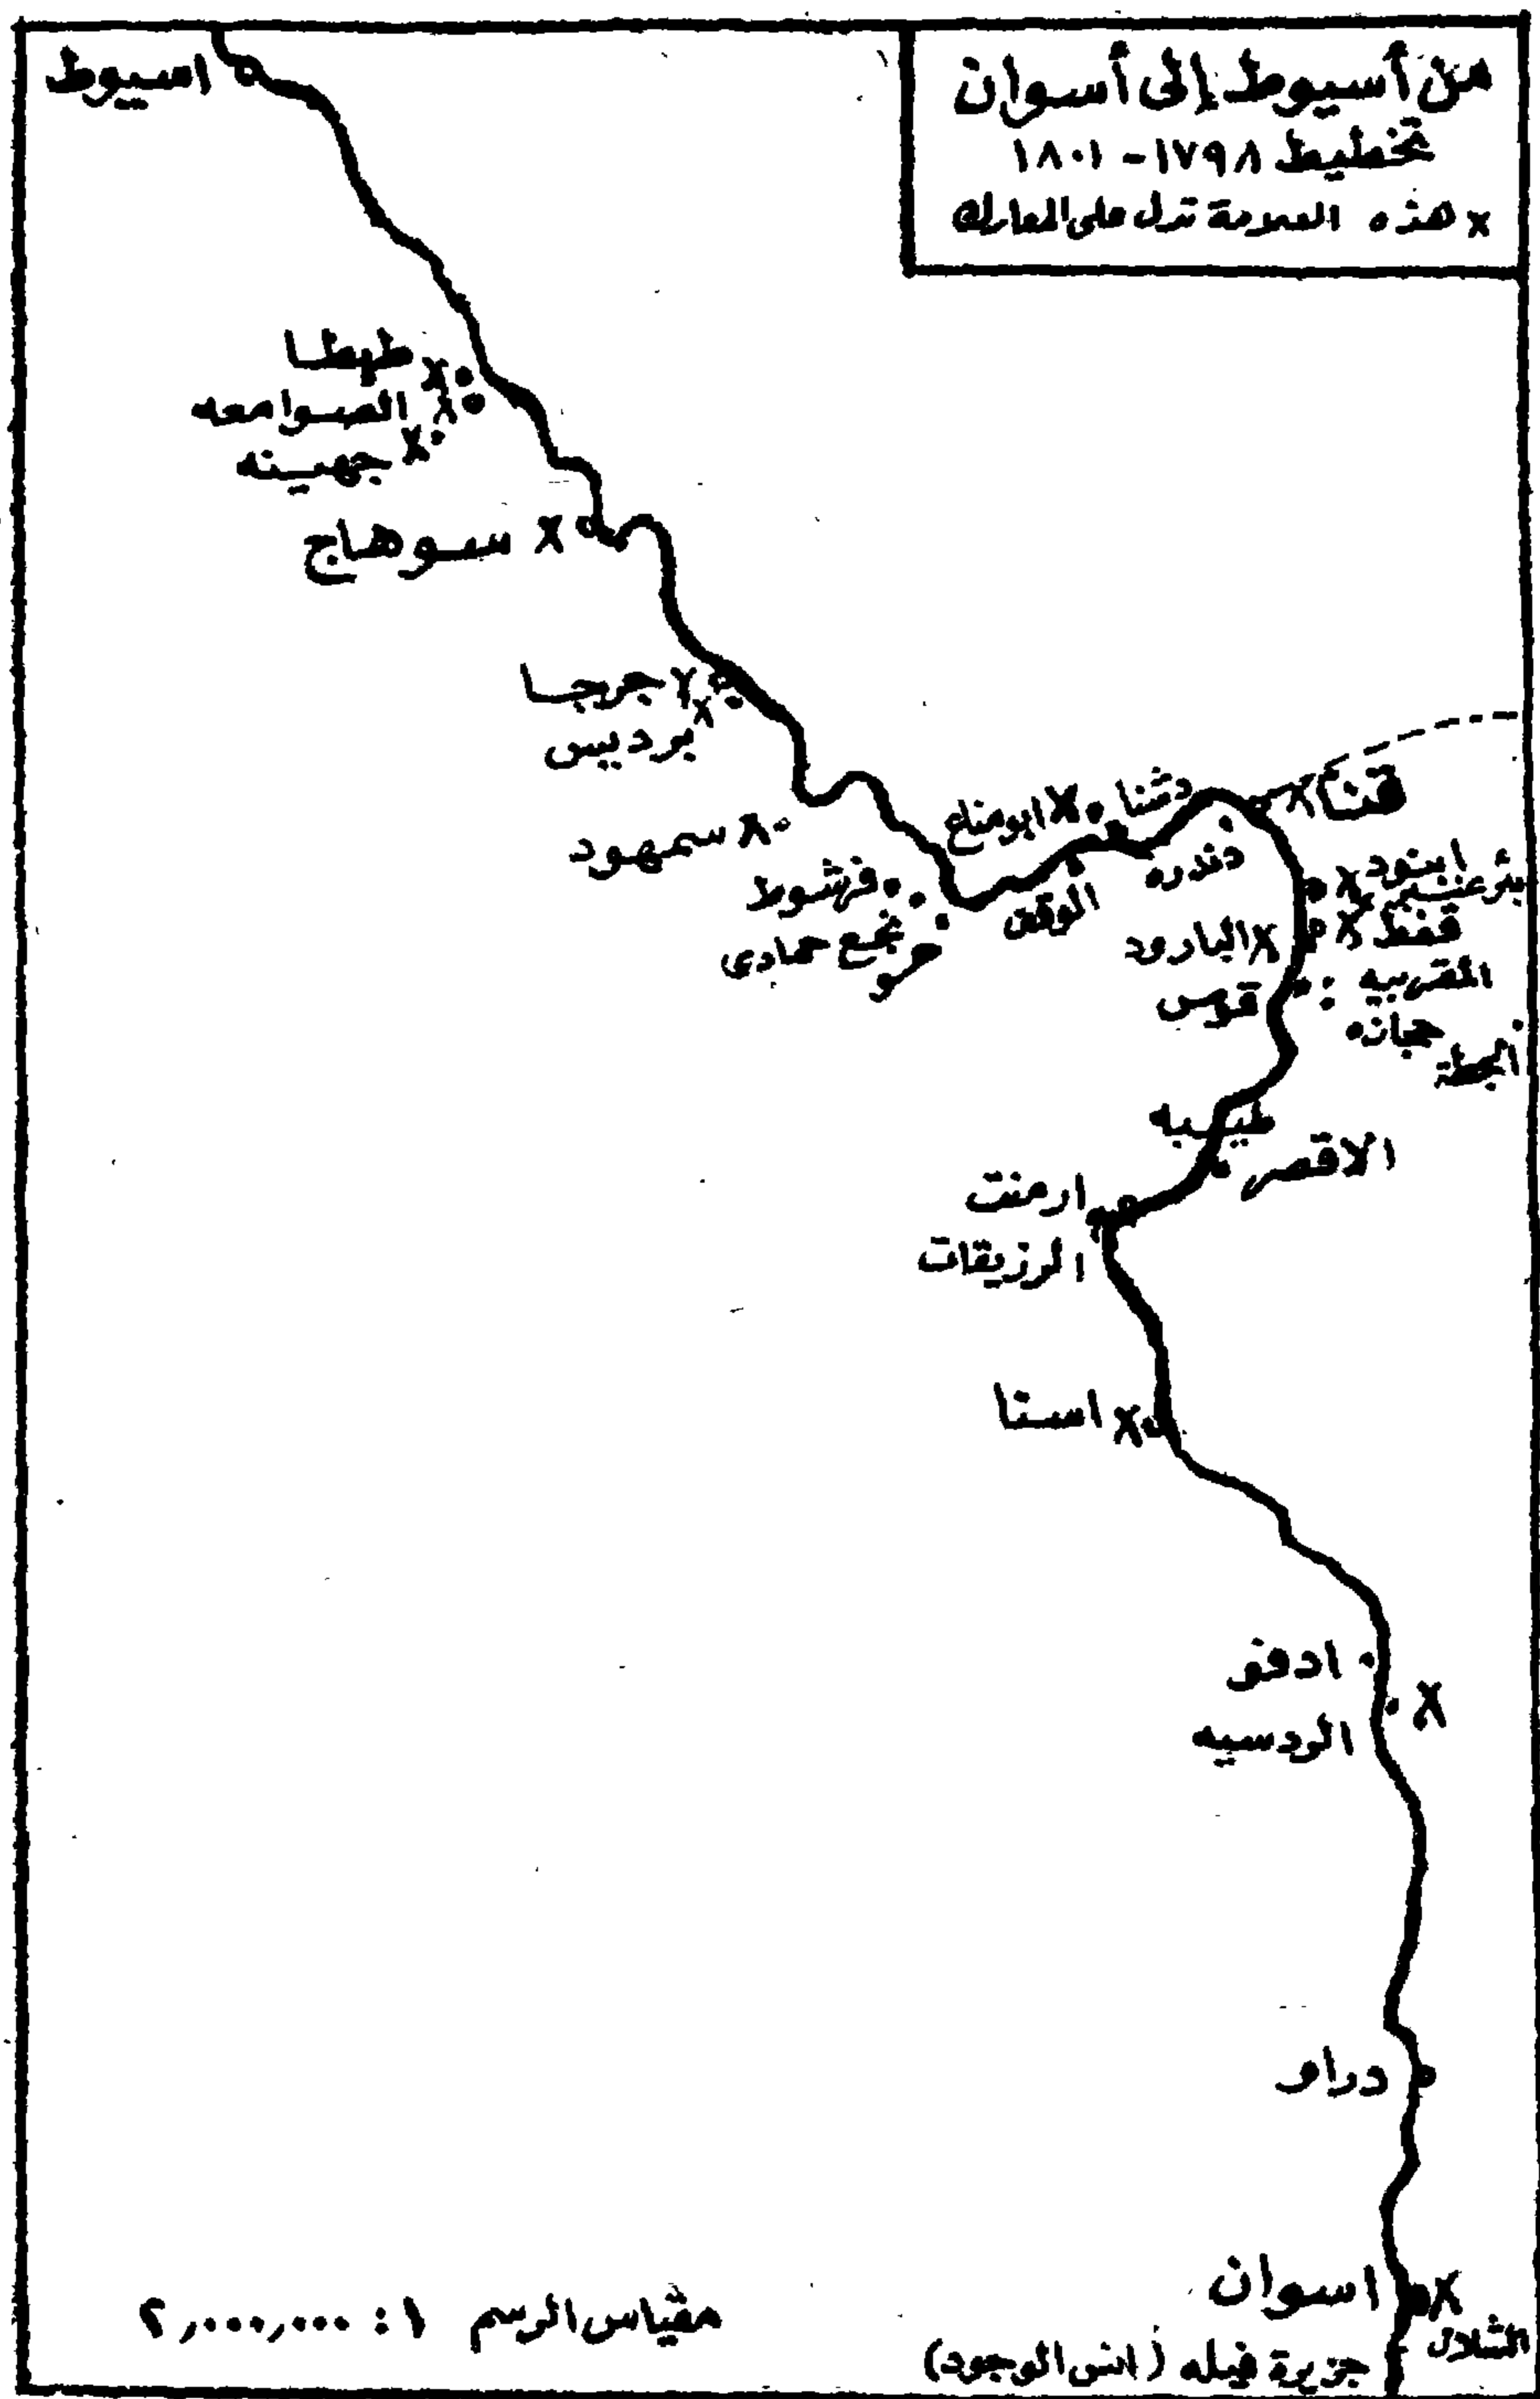 من أسيوط إلى أسوان
تخطيط ١٧٩٨ - ١٨٠١
x هذه العلامة تدل على المعارك
اسيوط
طهطا x
الصوامعه x
جهينه x
سوهاج x
جرجا x
برديس x
سمهود x
فرشوط
نجع حمادى
هو
ابومناع x
دشنا
الوقف
دندره
قنا x
ابنود x
بئر عنبر
قفط x
البارود x
قوص
المقربيه
حجازه
طيبه
الاقصر
ارمنت
الرزيقات
اسنا x
ادفو
x
الردسيه
دراو
اسوان x
الشلال
جزيرة فيله (انس الوجود)
مقياس الرسم ١ : ٢,٠٠٠,٠٠٠